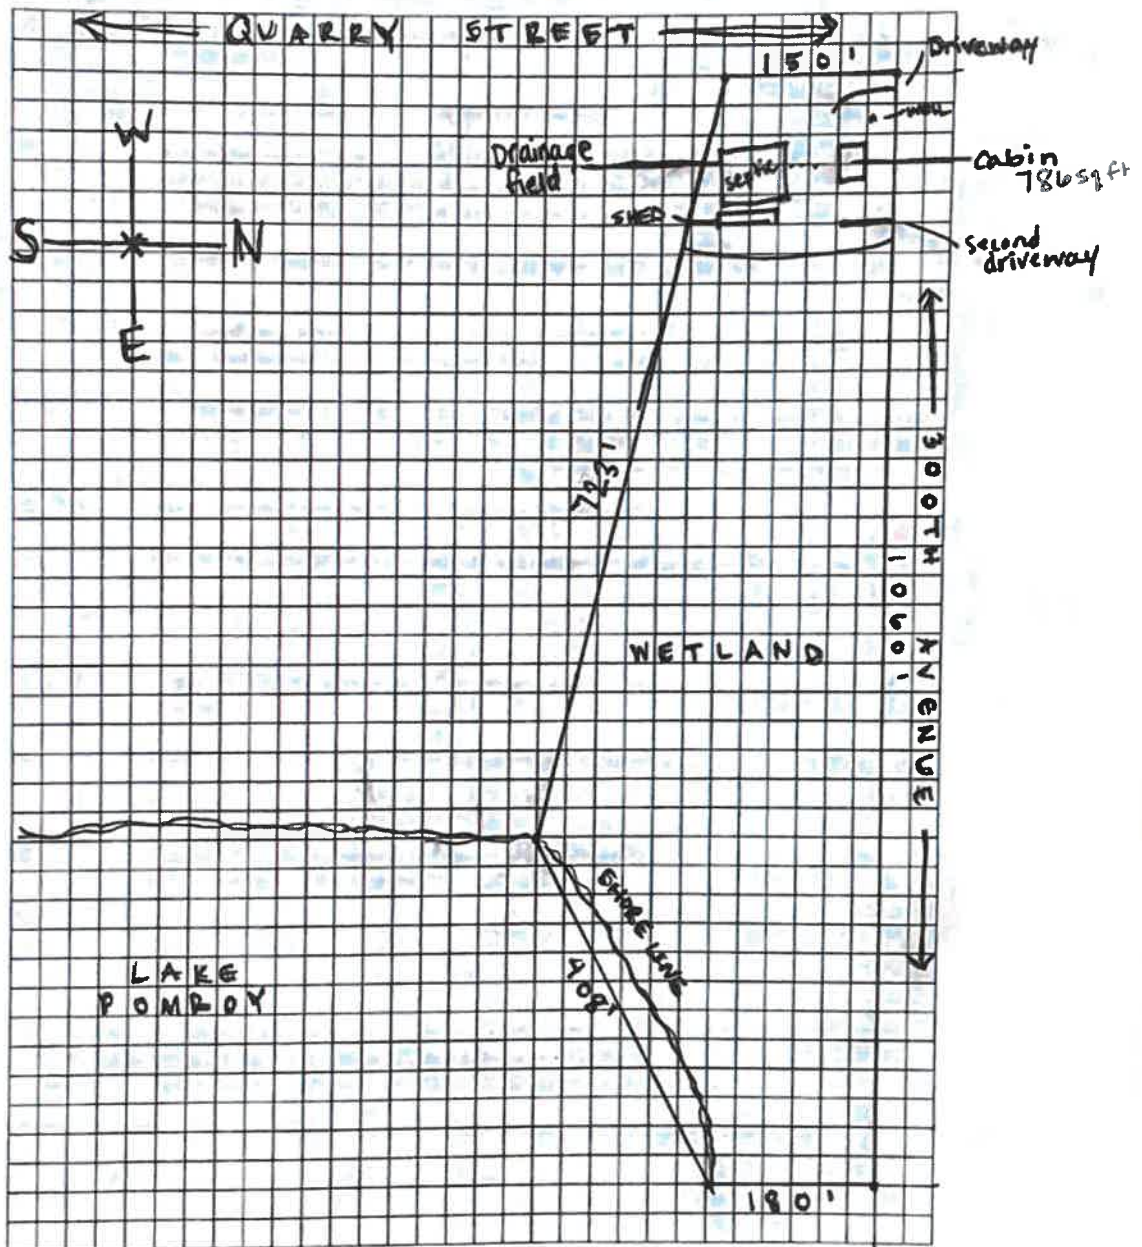 QUARRY STREET
150'
Driveway
WELL
Drainage
field
septic
Cabin
786 sq ft
SHED
second
driveway
W
S N
E
723'
300TH AVENUE
1060'
WETLAND
SHORE LINE
408'
LAKE
POMROY
180'